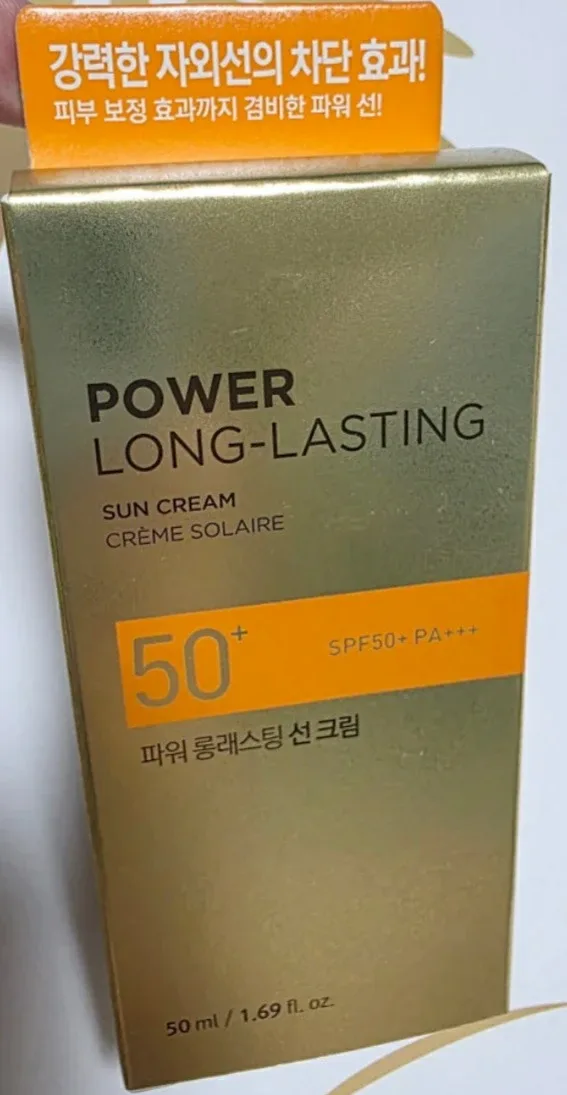 강력한 자외선의 차단 효과!
피부 보정 효과까지 겸비한 파워 선!
POWER
LONG-LASTING
SUN CREAM
CRÈME SOLAIRE
50+
SPF50+ PA+++
파워 롱래스팅 선 크림
50 ml / 1.69 fl. oz.